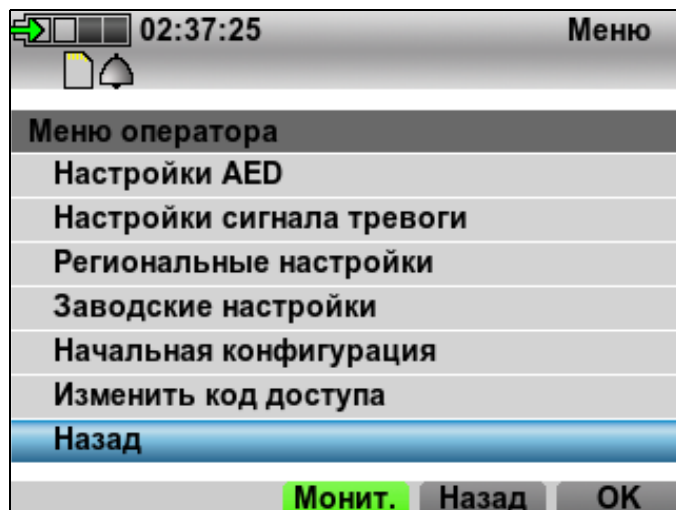 02:37:25 Меню
Меню оператора
Настройки AED
Настройки сигнала тревоги
Региональные настройки
Заводские настройки
Начальная конфигурация
Изменить код доступа
Назад
Монит. Назад OK